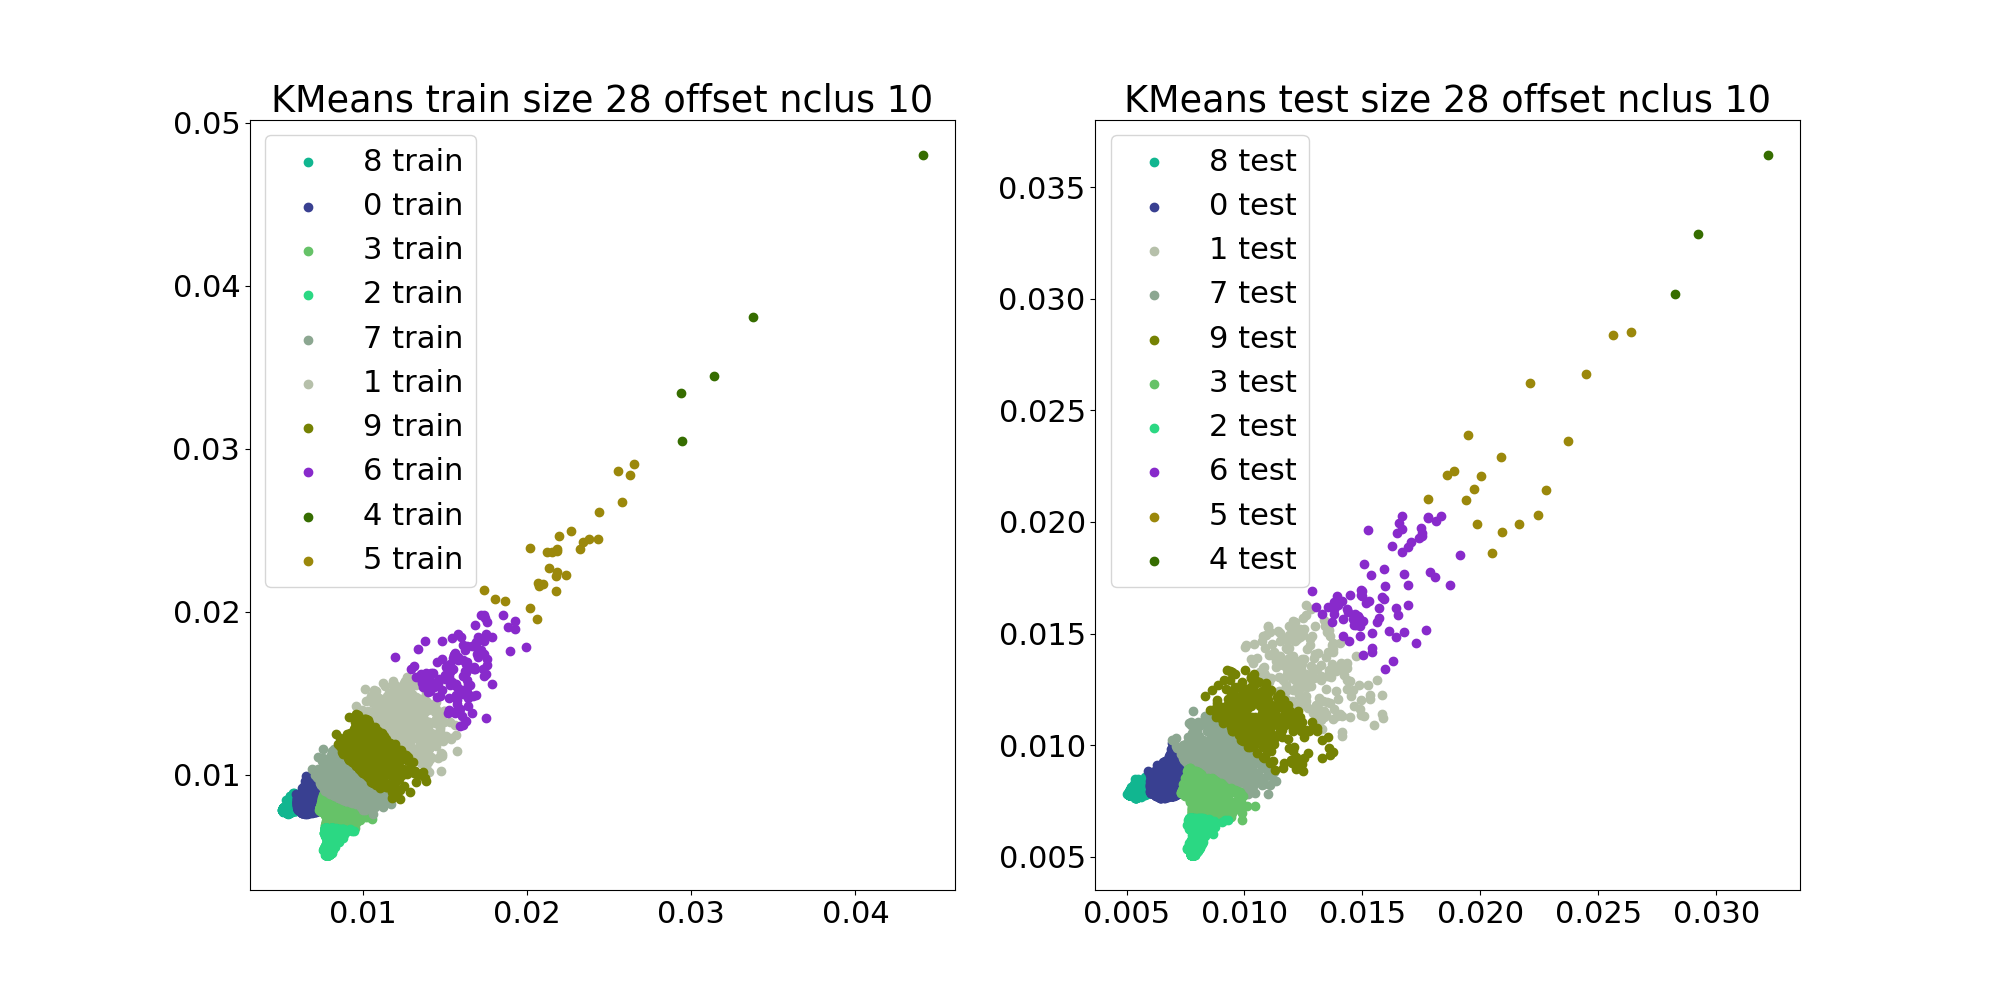 KMeans train size 28 offset nclus 10
0.05
0.04
0.03
0.02
0.01
8 train
0 train
3 train
2 train
7 train
1 train
9 train
6 train
4 train
5 train
0.01 0.02 0.03 0.04
KMeans test size 28 offset nclus 10
0.035
0.030
0.025
0.020
0.015
0.010
0.005
8 test
0 test
1 test
7 test
9 test
3 test
2 test
6 test
5 test
4 test
0.005 0.010 0.015 0.020 0.025 0.030